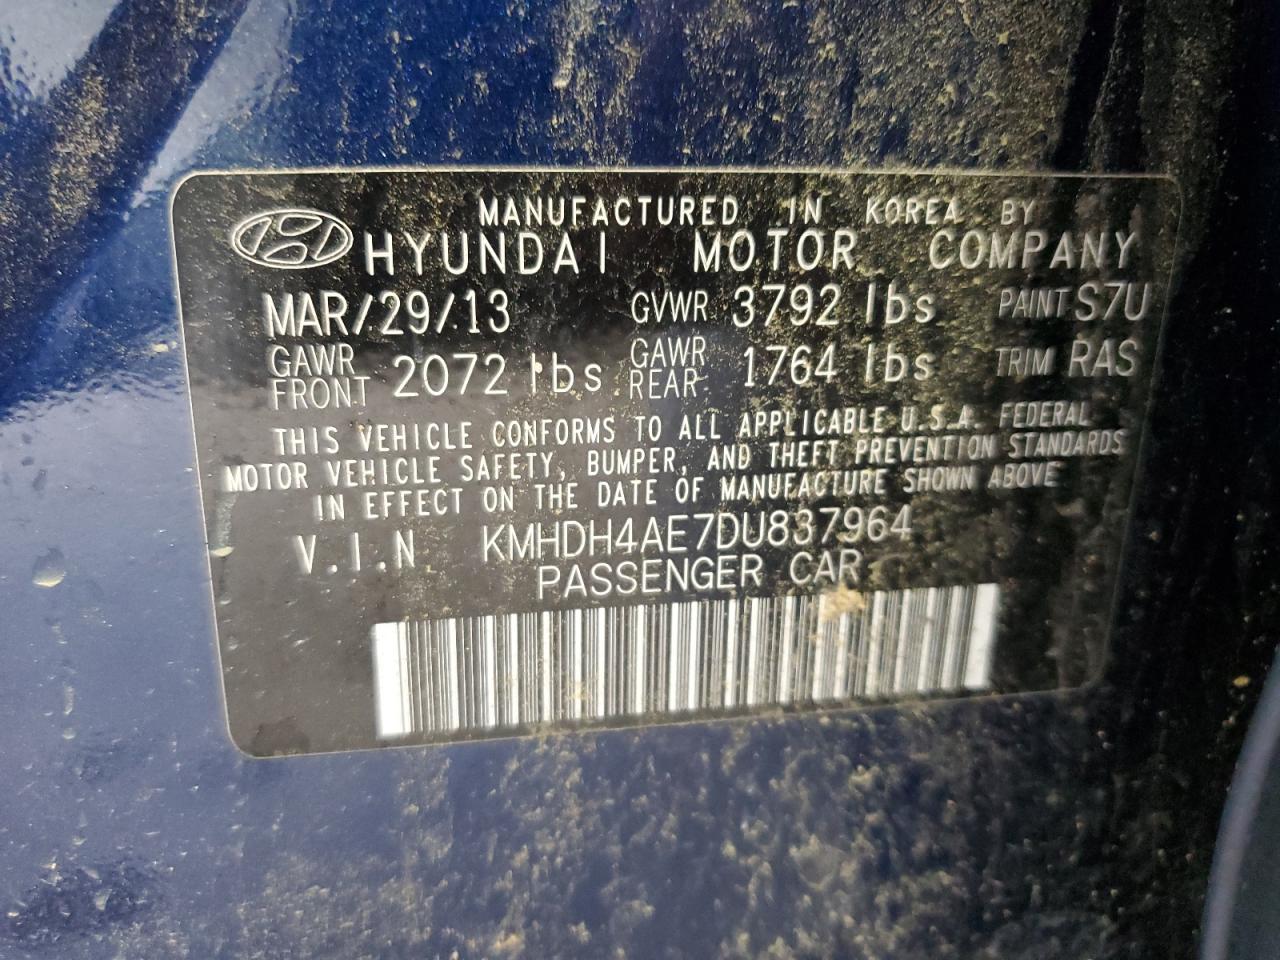 MANUFACTURED IN KOREA BY
HYUNDAI MOTOR COMPANY
MAR/29/13 GVWR 3792 lbs PAINT S7U
GAWR FRONT 2072 lbs GAWR REAR 1764 lbs TRIM RAS
THIS VEHICLE CONFORMS TO ALL APPLICABLE U.S.A. FEDERAL
MOTOR VEHICLE SAFETY, BUMPER, AND THEFT PREVENTION STANDARDS
IN EFFECT ON THE DATE OF MANUFACTURE SHOWN ABOVE
V.I.N KMHDH4AE7DU837964
PASSENGER CAR